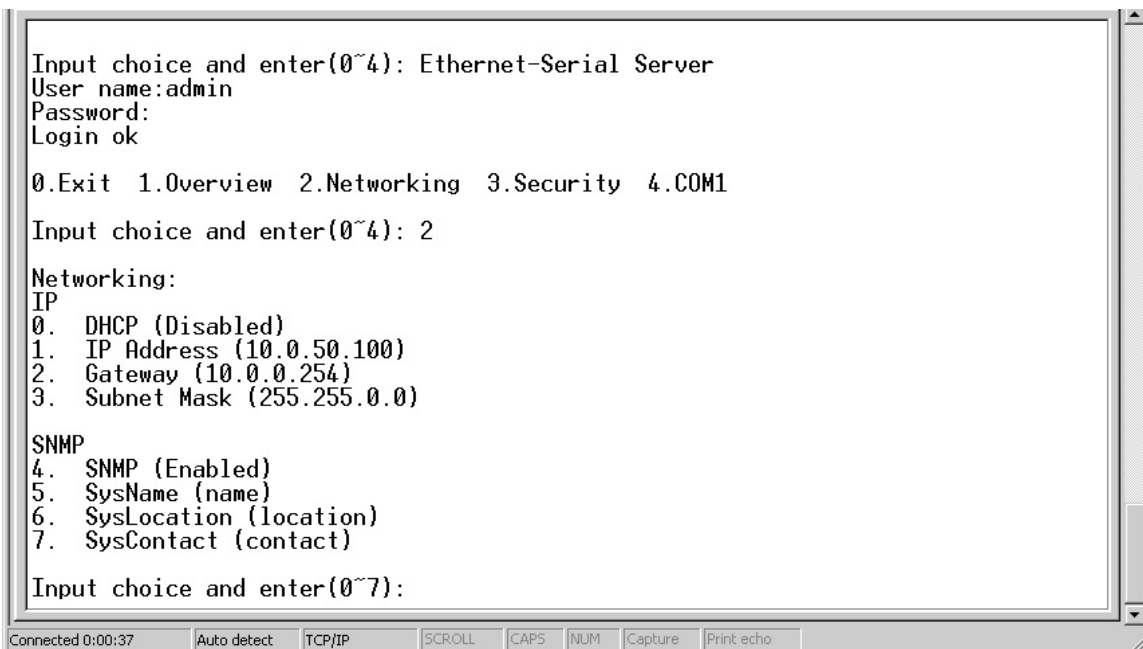 Input choice and enter(0~4): Ethernet-Serial Server
User name:admin
Password:
Login ok
0.Exit  1.Overview  2.Networking  3.Security  4.COM1
Input choice and enter(0~4): 2
Networking:
IP
0.  DHCP (Disabled)
1.  IP Address (10.0.50.100)
2.  Gateway (10.0.0.254)
3.  Subnet Mask (255.255.0.0)
SNMP
4.  SNMP (Enabled)
5.  SysName (name)
6.  SysLocation (location)
7.  SysContact (contact)
Input choice and enter(0~7):
Connected 0:00:37  Auto detect  TCP/IP  SCROLL  CAPS  NUM  Capture  Print echo